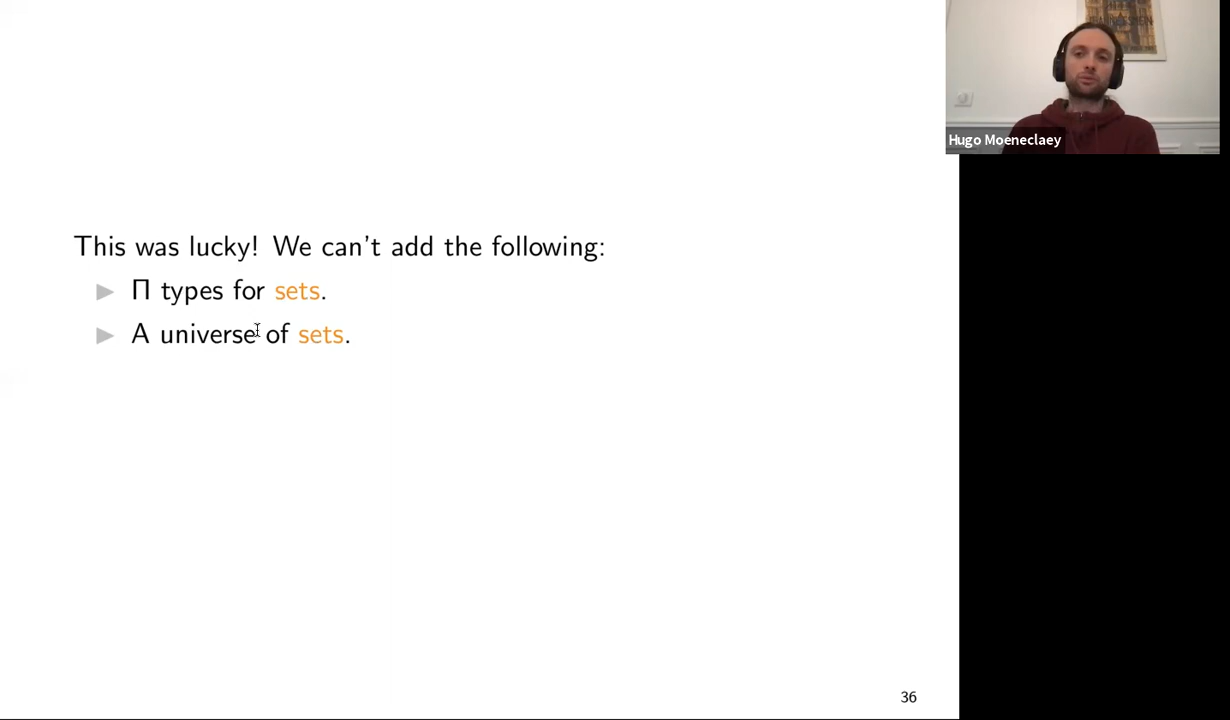 Hugo Moeneclaey
This was lucky! We can't add the following:
▶ Π types for sets.
▶ A universe of sets.
36